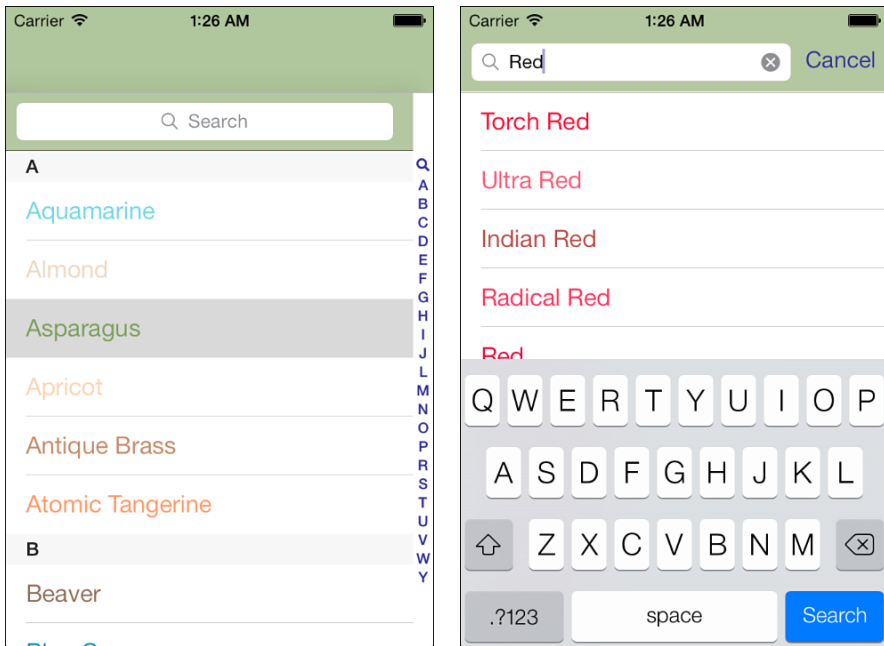 Carrier 1:26 AM
Search
A
Aquamarine
Almond
Asparagus
Apricot
Antique Brass
Atomic Tangerine
B
Beaver
A
B
C
D
E
F
G
H
I
J
L
M
N
O
P
R
S
T
U
V
W
Y
Carrier 1:26 AM
Red Cancel
Torch Red
Ultra Red
Indian Red
Radical Red
Red
Q W E R T Y U I O P
A S D F G H J K L
Z X C V B N M
.?123 space Search